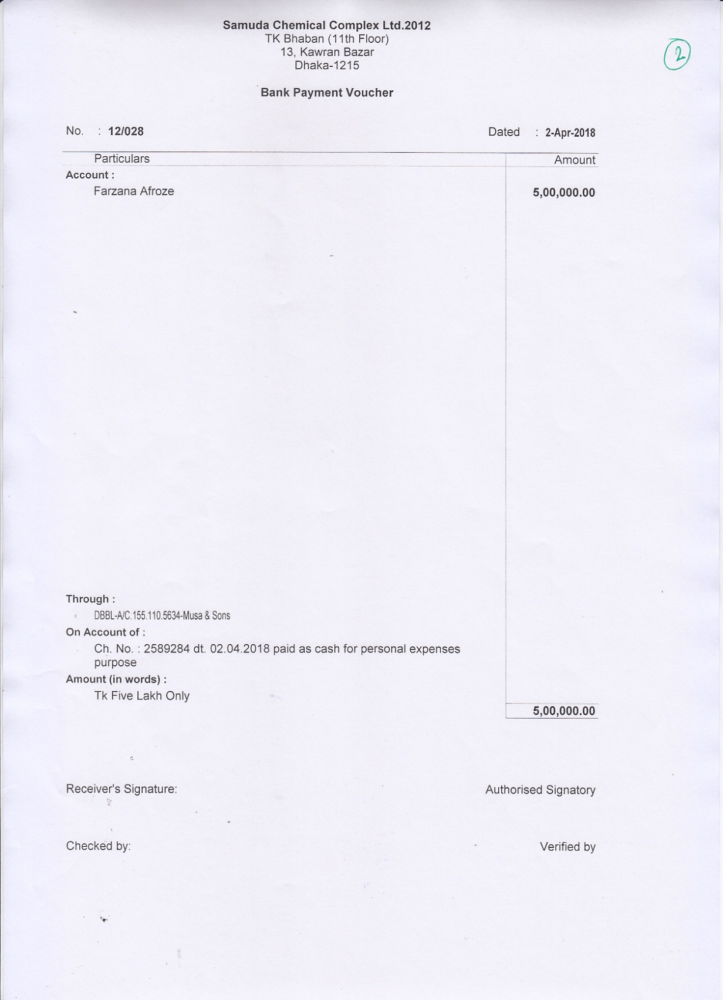 Samuda Chemical Complex Ltd.2012
TK Bhaban (11th Floor)
13, Kawran Bazar
Dhaka-1215
2
Bank Payment Voucher
No. : 12/028 Dated : 2-Apr-2018
Particulars Amount
Account :
Farzana Afroze 5,00,000.00
Through :
DBBL-A/C.155.110.5634-Musa & Sons
On Account of :
Ch. No. : 2589284 dt. 02.04.2018 paid as cash for personal expenses
purpose
Amount (in words) :
Tk Five Lakh Only
5,00,000.00
Receiver's Signature: Authorised Signatory
Checked by: Verified by